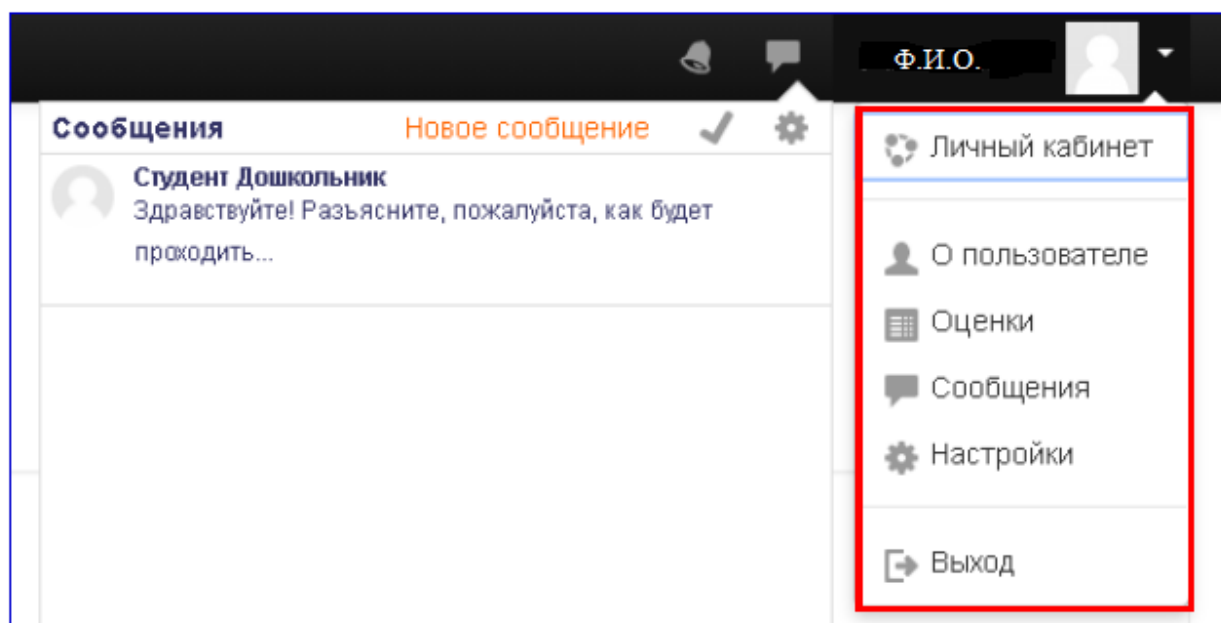 Ф.И.О.
Сообщения Новое сообщение
Студент Дошкольник
Здравствуйте! Разъясните, пожалуйста, как будет
проходить...
Личный кабинет
О пользователе
Оценки
Сообщения
Настройки
Выход